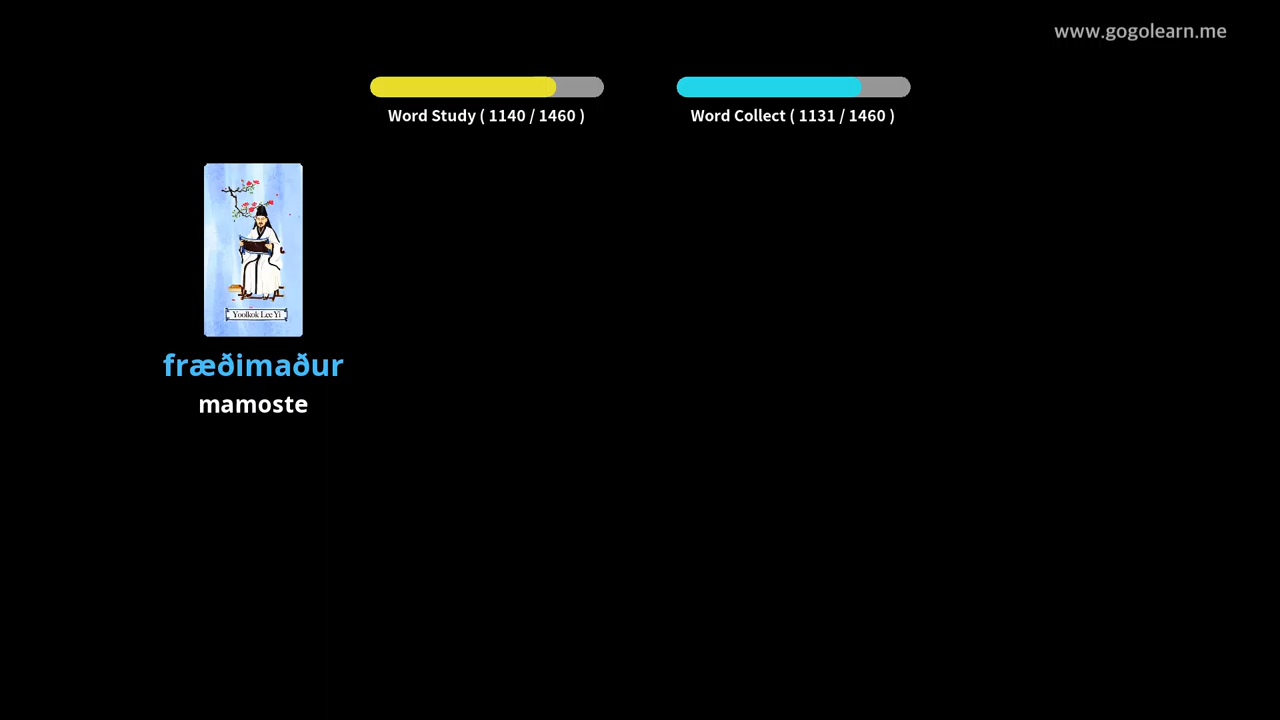 www.gogolearn.me
Word Study ( 1140 / 1460 )
Word Collect ( 1131 / 1460 )
Yoolkok Lee Yi
fræðimaður
mamoste